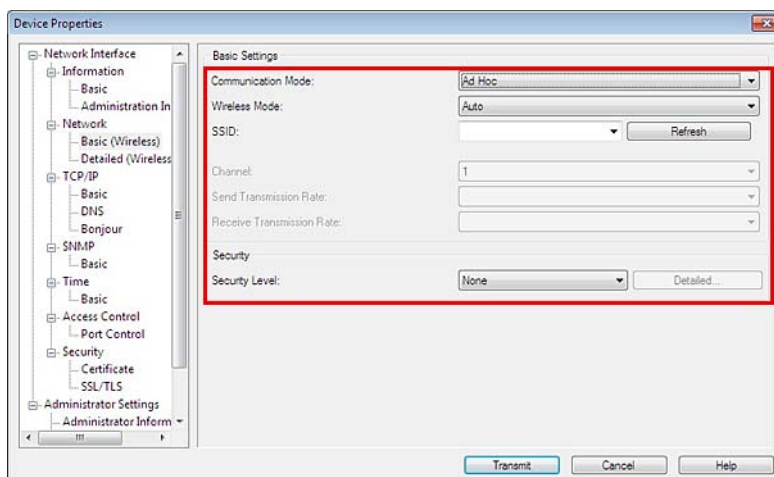 Device Properties
Network Interface
Information
Basic
Administration In
Network
Basic (Wireless)
Detailed (Wireless
TCP/IP
Basic
DNS
Bonjour
SNMP
Basic
Time
Basic
Access Control
Port Control
Security
Certificate
SSL/TLS
Administrator Settings
Administrator Inform
Basic Settings
Communication Mode: Ad Hoc
Wireless Mode: Auto
SSID: Refresh
Channel: 1
Send Transmission Rate:
Receive Transmission Rate:
Security
Security Level: None Detailed...
Transmit Cancel Help